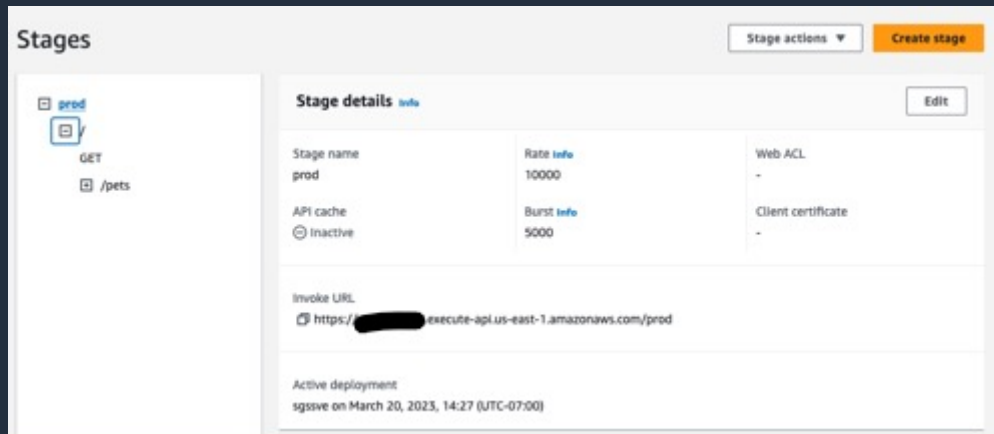 Stages
Stage actions
Create stage
prod
/
GET
/pets
Stage details Info
Edit
Stage name
prod
Rate Info
10000
Web ACL
-
API cache
Inactive
Burst Info
5000
Client certificate
-
Invoke URL
https:// .execute-api.us-east-1.amazonaws.com/prod
Active deployment
sgssve on March 20, 2023, 14:27 (UTC-07:00)